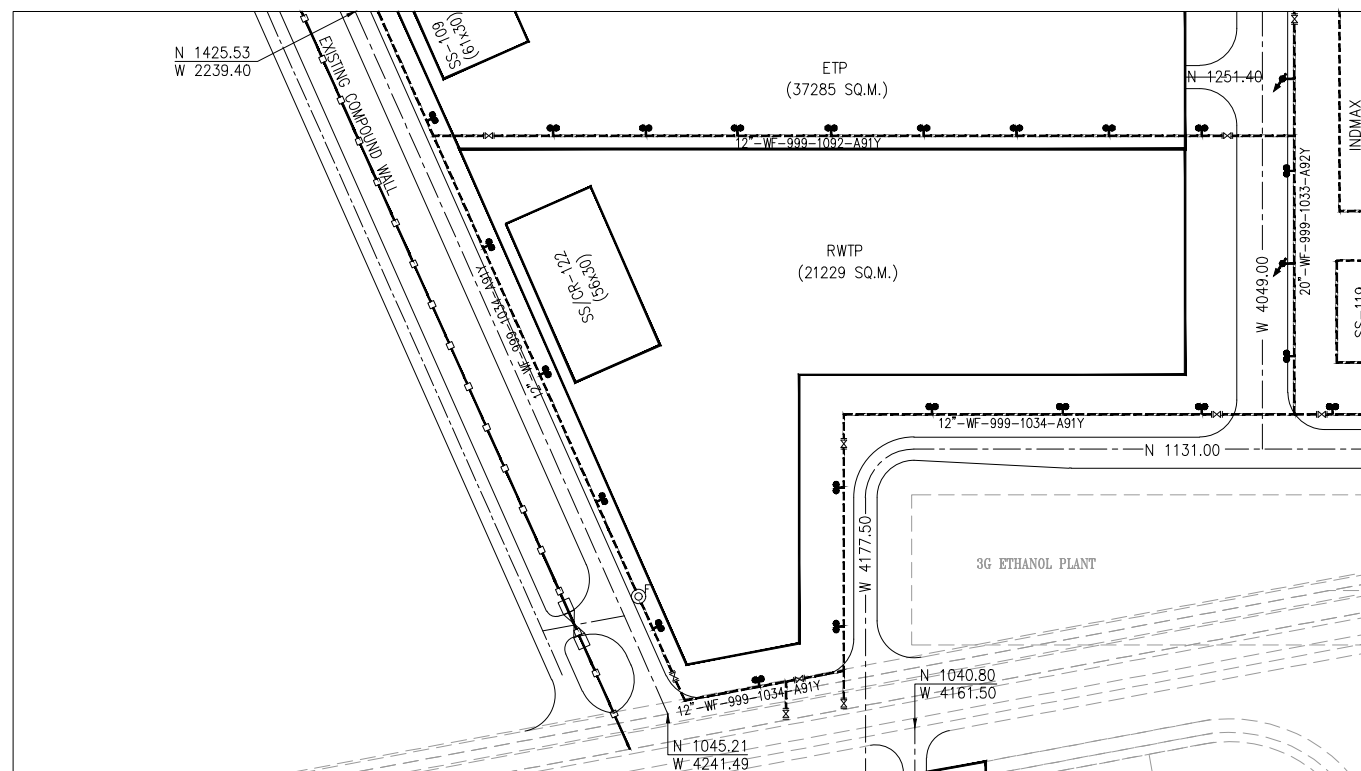 SS-109
(61x30)
N 1425.53
W 2239.40
EXISTING COMPOUND WALL
ETP
(37285 SQ.M.)
N 1251.40
INDMAX
12"-WF-999-1092-A91Y
20"-WF-999-1033-A92Y
RWTP
(21229 SQ.M.)
SS/CR-122
(56x30)
12"-WF-999-1034-A91Y
W 4049.00
SS-119
12"-WF-999-1034-A91Y
N 1131.00
W 4177.50
3G ETHANOL PLANT
12"-WF-999-1034-A91Y
N 1040.80
W 4161.50
N 1045.21
W 4241.49